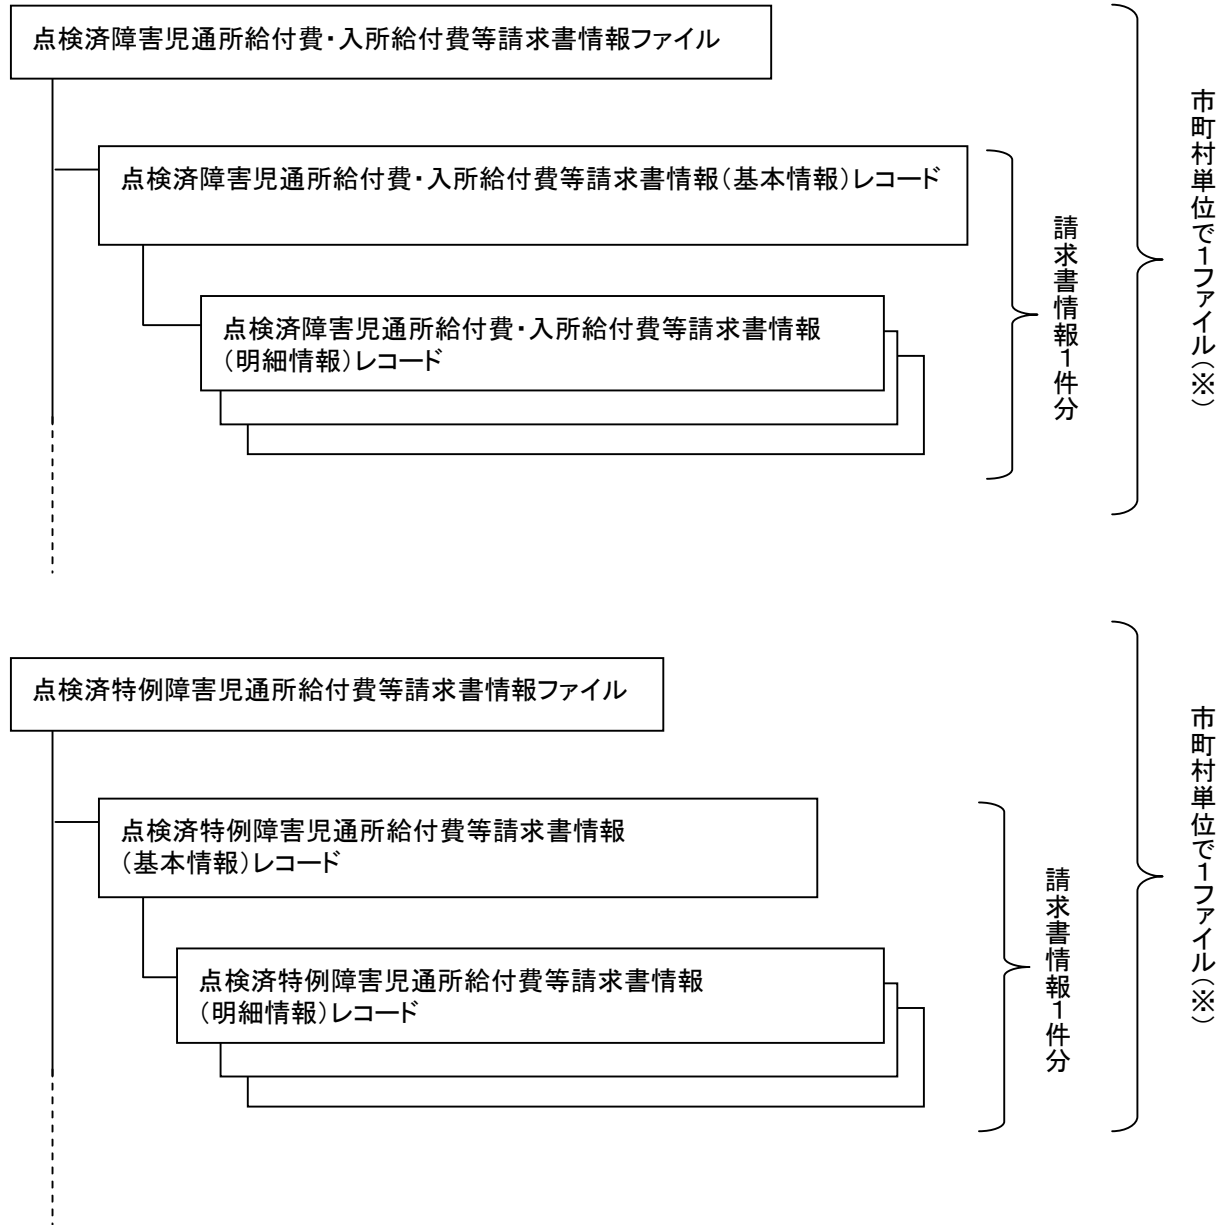 点検済障害児通所給付費・入所給付費等請求書情報ファイル
点検済障害児通所給付費・入所給付費等請求書情報(基本情報)レコード
点検済障害児通所給付費・入所給付費等請求書情報
(明細情報)レコード
請求書情報1件分
市町村単位で1ファイル(※)
点検済特例障害児通所給付費等請求書情報ファイル
点検済特例障害児通所給付費等請求書情報
(基本情報)レコード
点検済特例障害児通所給付費等請求書情報
(明細情報)レコード
請求書情報1件分
市町村単位で1ファイル(※)